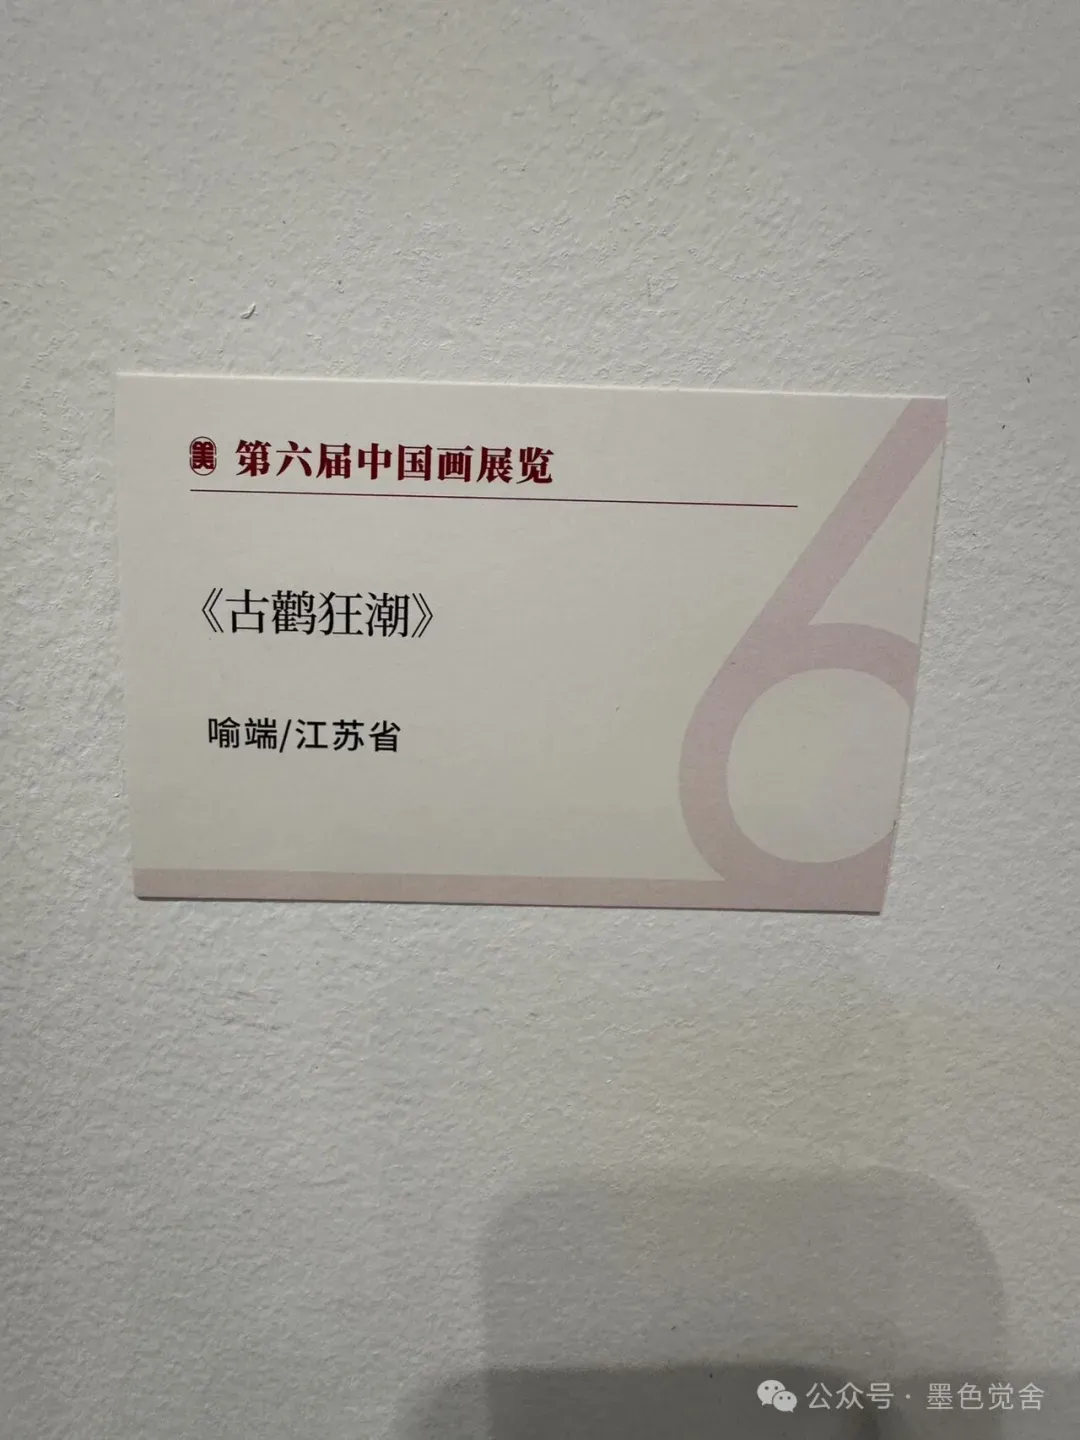 美 第六届中国画展览
《古鹳狂潮》
喻端/江苏省
公众号·墨色觉舍